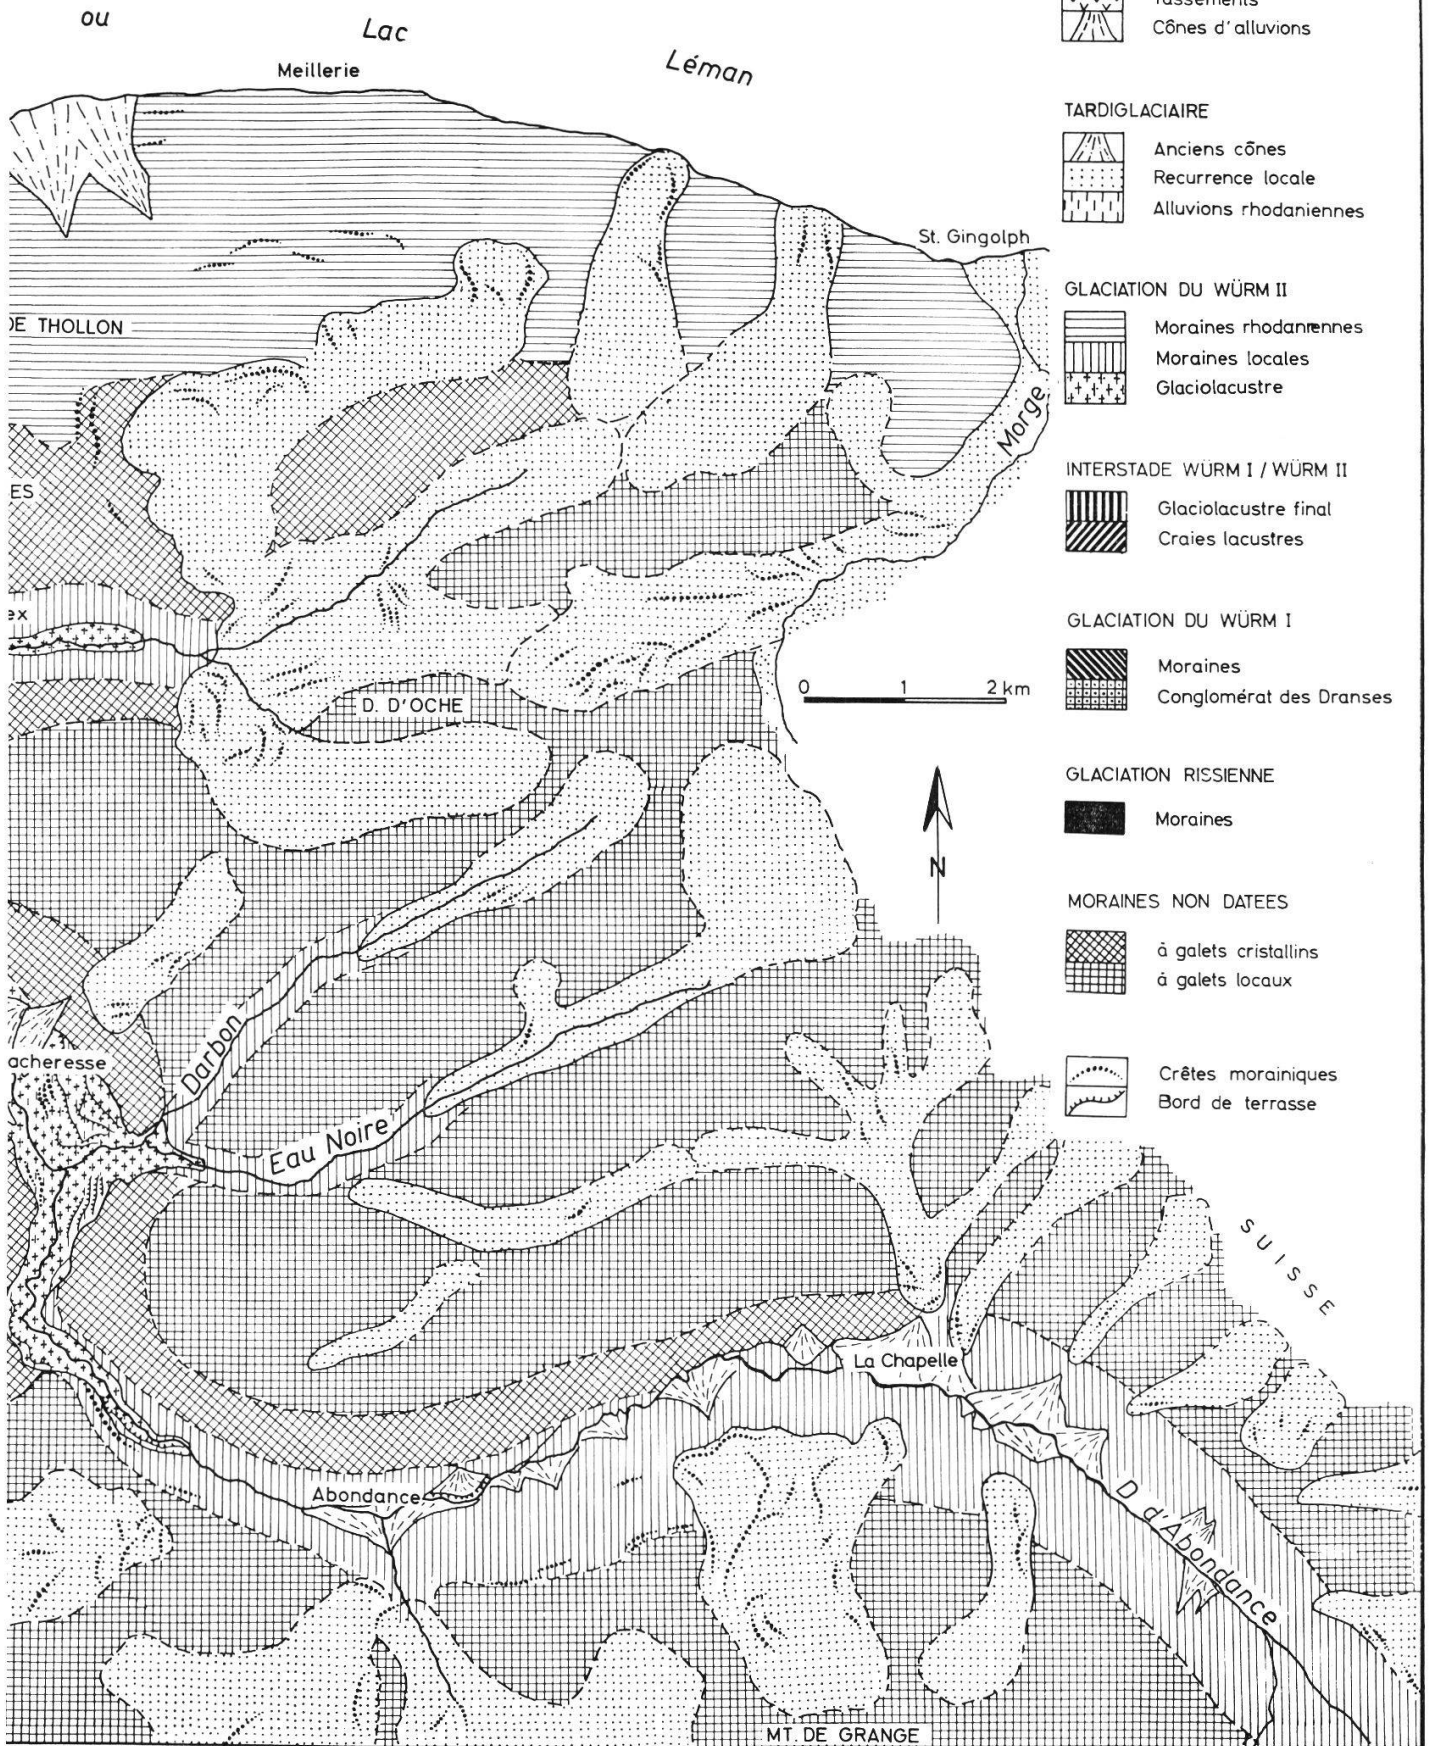 ou
Lac
Léman
Meillerie
St. Gingolph
DE THOLLON
ES
ex
Morge
D. D'OCHE
0 1 2 km
N
acheresse
Darbon
Eau Noire
SUISSE
La Chapelle
Abondance
D d'Abondance
MT. DE GRANGE
Tassements
Cônes d'alluvions
TARDIGLACIAIRE
Anciens cônes
Recurrence locale
Alluvions rhodaniennes
GLACIATION DU WÜRM II
Moraines rhodaniennes
Moraines locales
Glaciolacustre
INTERSTADE WÜRM I / WÜRM II
Glaciolacustre final
Craies lacustres
GLACIATION DU WÜRM I
Moraines
Conglomérat des Dranses
GLACIATION RISSIENNE
Moraines
MORAINES NON DATEES
à galets cristallins
à galets locaux
Crêtes morainiques
Bord de terrasse